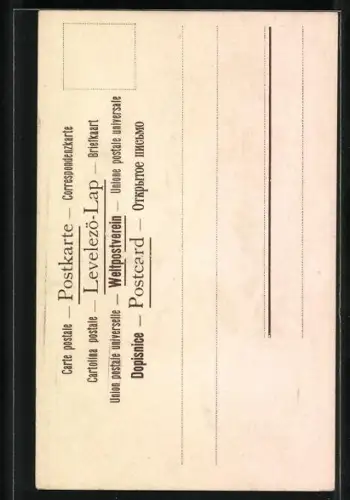 Carte postale — Postkarte — Correspondenzkarte
Cartolina postale — Levelező-Lap — Briefkaart
Union postale universelle — Weltpostverein — Unione postale universale
Dopisnice — Postcard — Открытое письмо